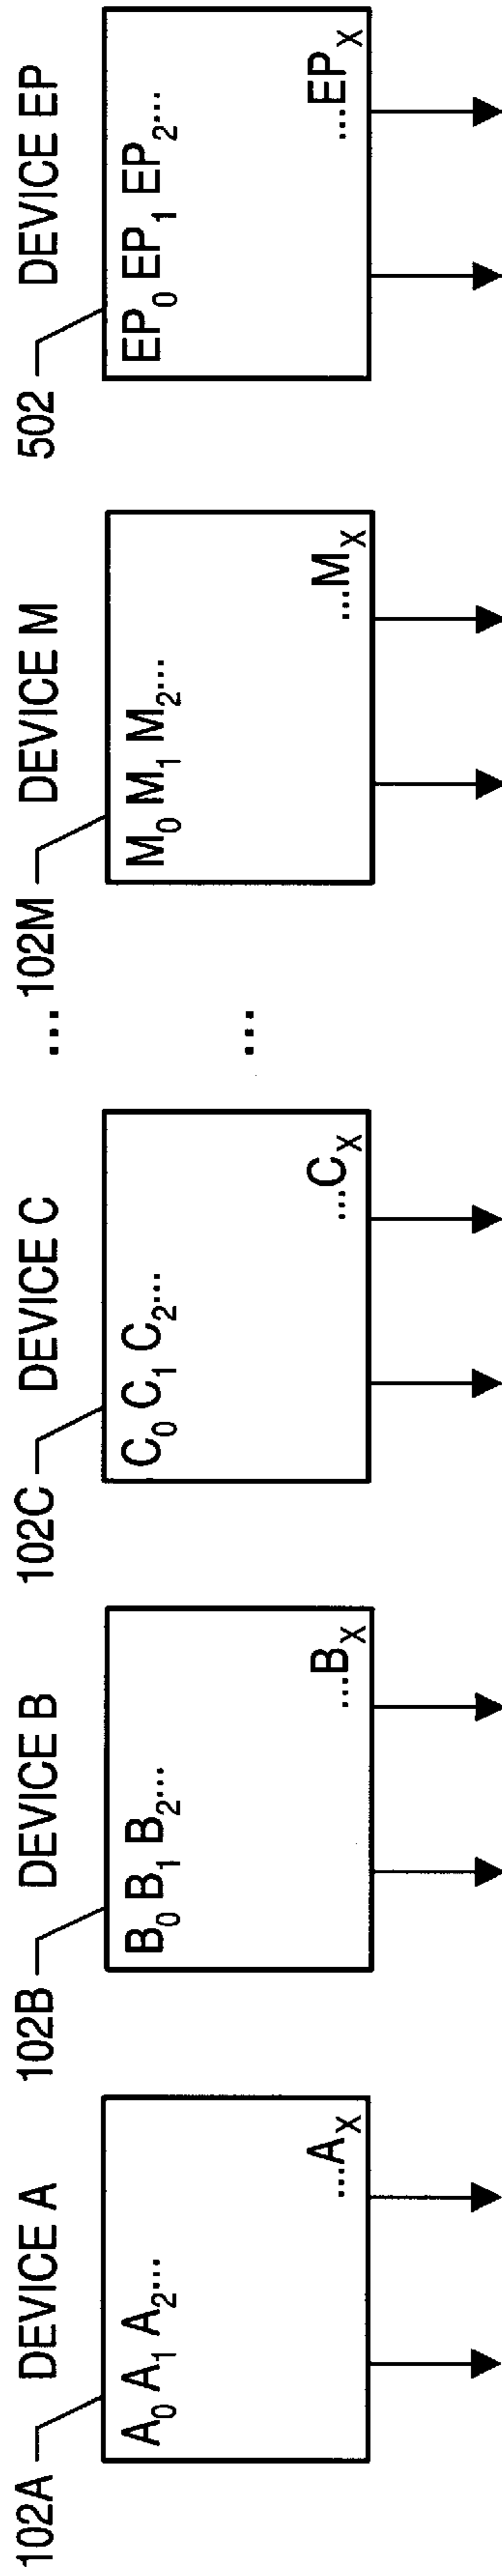 102A DEVICE A
A₀ A₁ A₂...
...Aₓ
102B DEVICE B
B₀ B₁ B₂...
...Bₓ
102C DEVICE C
C₀ C₁ C₂...
...Cₓ
...
...
102M DEVICE M
M₀ M₁ M₂...
...Mₓ
502 DEVICE EP
EP₀ EP₁ EP₂...
...EPₓ